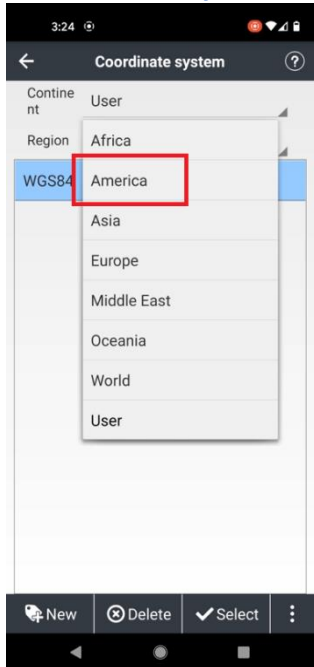 3:24
Coordinate system
?
Contine
nt
User
Region
Africa
WGS84
America
Asia
Europe
Middle East
Oceania
World
User
New
Delete
Select